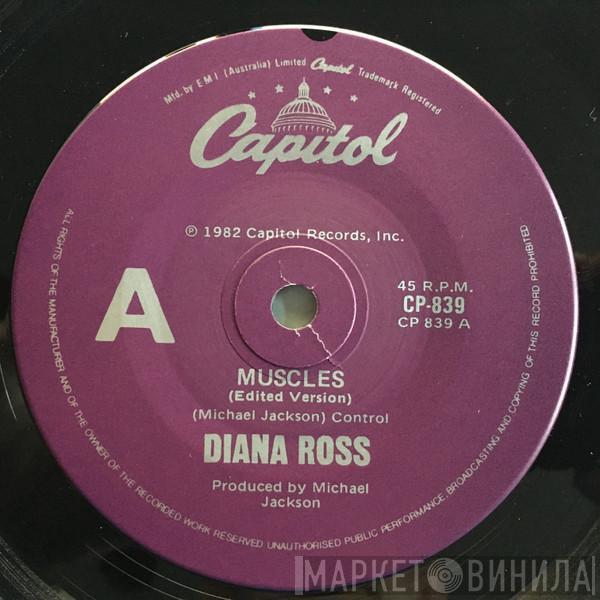 Mfd. by E M I (Australia) Limited Capitol Trademark Registered
Capitol
℗ 1982 Capitol Records, Inc.
A
45 R.P.M.
CP-839
CP 839 A
MUSCLES
(Edited Version)
(Michael Jackson) Control
DIANA ROSS
Produced by Michael
Jackson
ALL RIGHTS OF THE MANUFACTURER AND OF THE OWNER OF THE RECORDED WORK RESERVED. UNAUTHORISED PUBLIC PERFORMANCE, BROADCASTING AND COPYING OF THIS RECORD PROHIBITED
МАРКЕТ ВИНИЛА